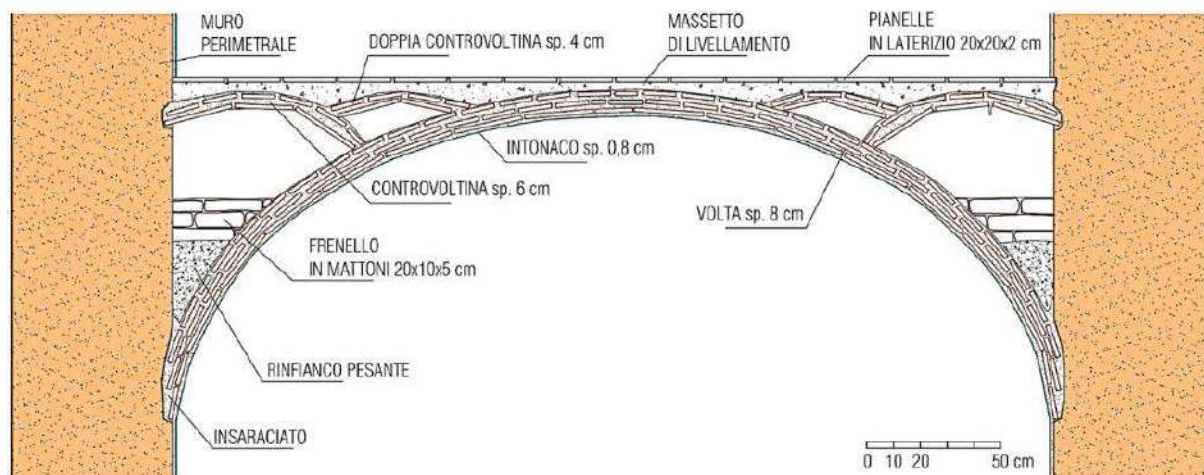 MURO
PERIMETRALE
DOPPIA CONTROVOLTINA sp. 4 cm
MASSETTO
DI LIVELLAMENTO
PIANELLE
IN LATERIZIO 20x20x2 cm
INTONACO sp. 0,8 cm
CONTROVOLTINA sp. 6 cm
VOLTA sp. 8 cm
FRENELLO
IN MATTONI 20x10x5 cm
RINFIANCO PESANTE
INSARACIATO
0 10 20 50 cm